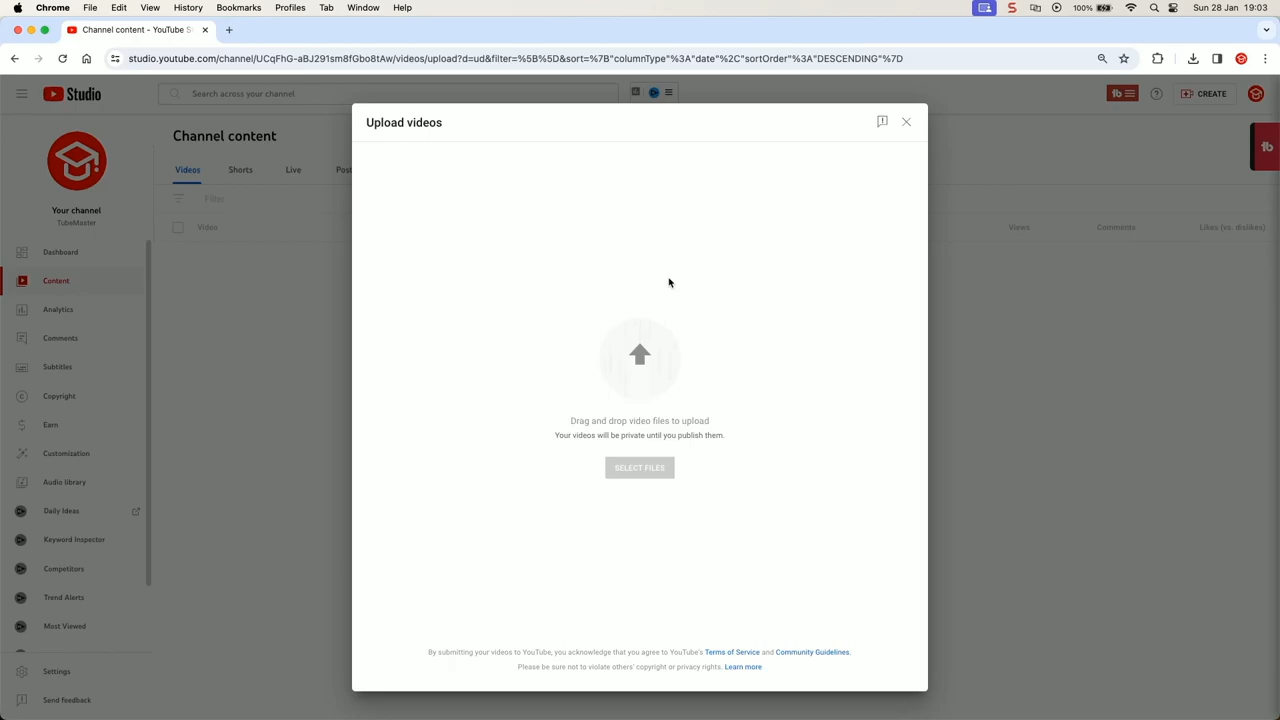 Chrome File Edit View History Bookmarks Profiles Tab Window Help 100% Sun 28 Jan 19:03
Channel content - YouTube S
studio.youtube.com/channel/UCqFhG-aBJ291sm8fGbo8tAw/videos/upload?d=ud&filter=%5B%5D&sort=%7B"columnType"%3A"date"%2C"sortOrder"%3A"DESCENDING"%7D
Studio
Search across your channel
CREATE
Upload videos
Channel content
Videos Shorts Live Post
Filter
Video Views Comments Likes (vs. dislikes)
Your channel
TubeMaster
Dashboard
Content
Analytics
Comments
Subtitles
Copyright
Earn
Customisation
Audio library
Daily Ideas
Keyword Inspector
Competitors
Trend Alerts
Most Viewed
Settings
Send feedback
Drag and drop video files to upload
Your videos will be private until you publish them.
SELECT FILES
By submitting your videos to YouTube, you acknowledge that you agree to YouTube's Terms of Service and Community Guidelines.
Please be sure not to violate others' copyright or privacy rights. Learn more